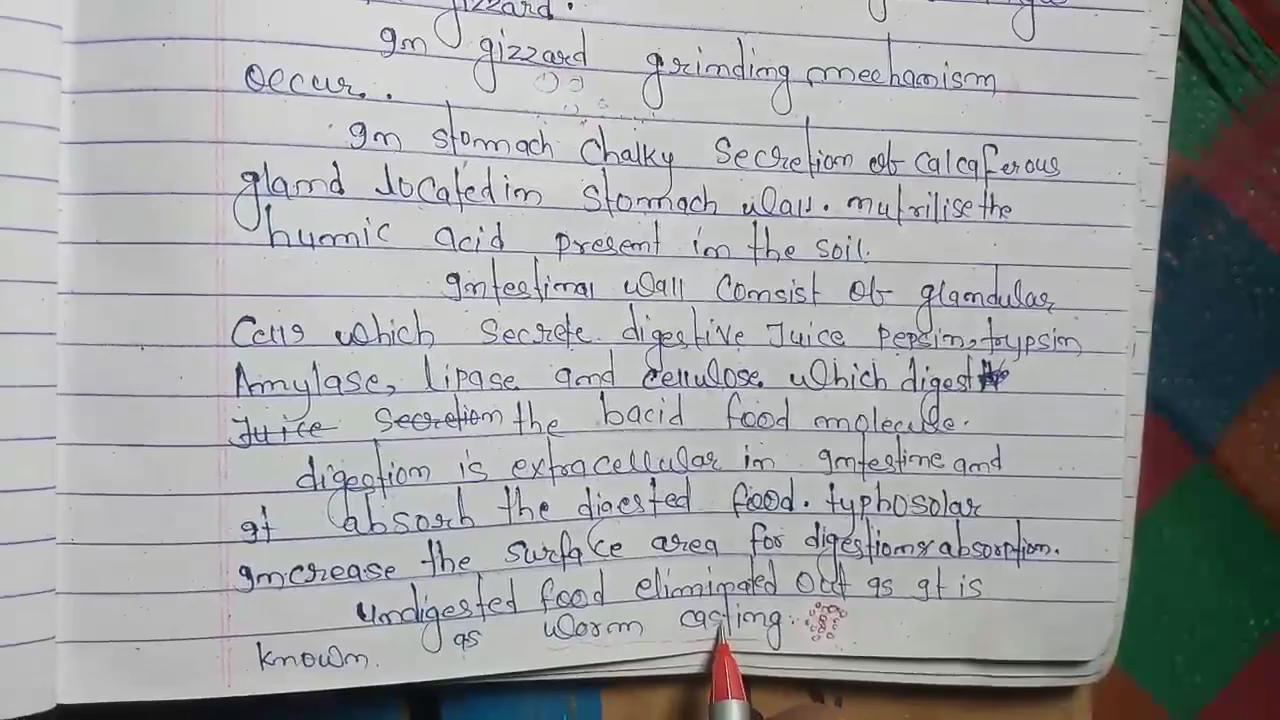 gizzard.
In gizzard grinding mechanism
occur..
In stomach chalky secretion of calcaferous
gland located in stomach wall. nutrilise the
humic acid present in the soil.
Intestinal wall consist of glandular
Cells which secrete digestive Juice Pepsin, trypsin
Amylase, lipase and cellulose which digest
Juice Secretion the bacid food molecule.
digestion is extracellular in Intestine and
It absorb the digested food. typhosolar
Increase the surface area for digestion & absorption.
Undigested food eliminated out as It is
known as worm casting.